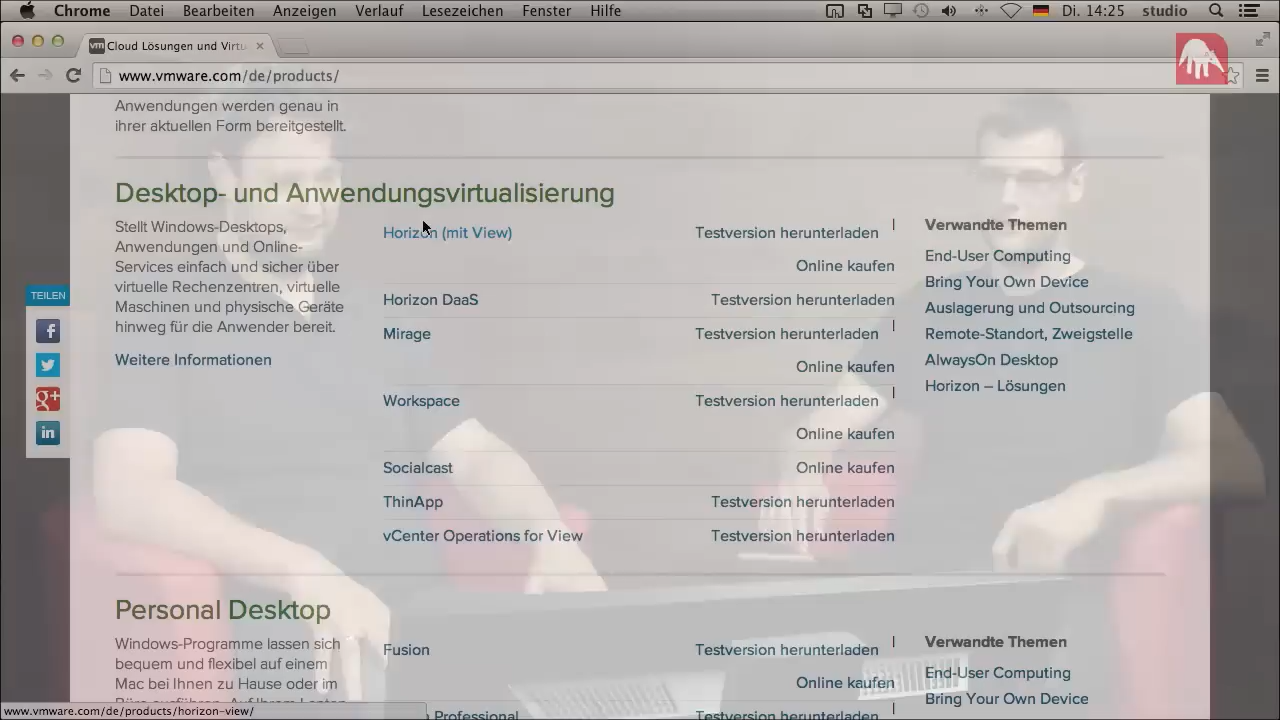 Chrome Datei Bearbeiten Anzeigen Verlauf Lesezeichen Fenster Hilfe Di. 14:25 studio
vm Cloud Lösungen und Virtu
www.vmware.com/de/products/
Anwendungen werden genau in
ihrer aktuellen Form bereitgestellt.
Desktop- und Anwendungsvirtualisierung
Stellt Windows-Desktops,
Anwendungen und Online-
Services einfach und sicher über
virtuelle Rechenzentren, virtuelle
Maschinen und physische Geräte
hinweg für die Anwender bereit.
Weitere Informationen
Horizon (mit View) Testversion herunterladen |
Online kaufen
Horizon DaaS Testversion herunterladen
Mirage Testversion herunterladen |
Online kaufen
Workspace Testversion herunterladen |
Online kaufen
Socialcast Online kaufen
ThinApp Testversion herunterladen
vCenter Operations for View Testversion herunterladen
Verwandte Themen
End-User Computing
Bring Your Own Device
Auslagerung und Outsourcing
Remote-Standort, Zweigstelle
AlwaysOn Desktop
Horizon – Lösungen
TEILEN
f
g+
in
Personal Desktop
Windows-Programme lassen sich
bequem und flexibel auf einem
Mac bei Ihnen zu Hause oder im
Fusion Testversion herunterladen |
Online kaufen
Professional Testversion herunterladen |
Verwandte Themen
End-User Computing
Bring Your Own Device
www.vmware.com/de/products/horizon-view/